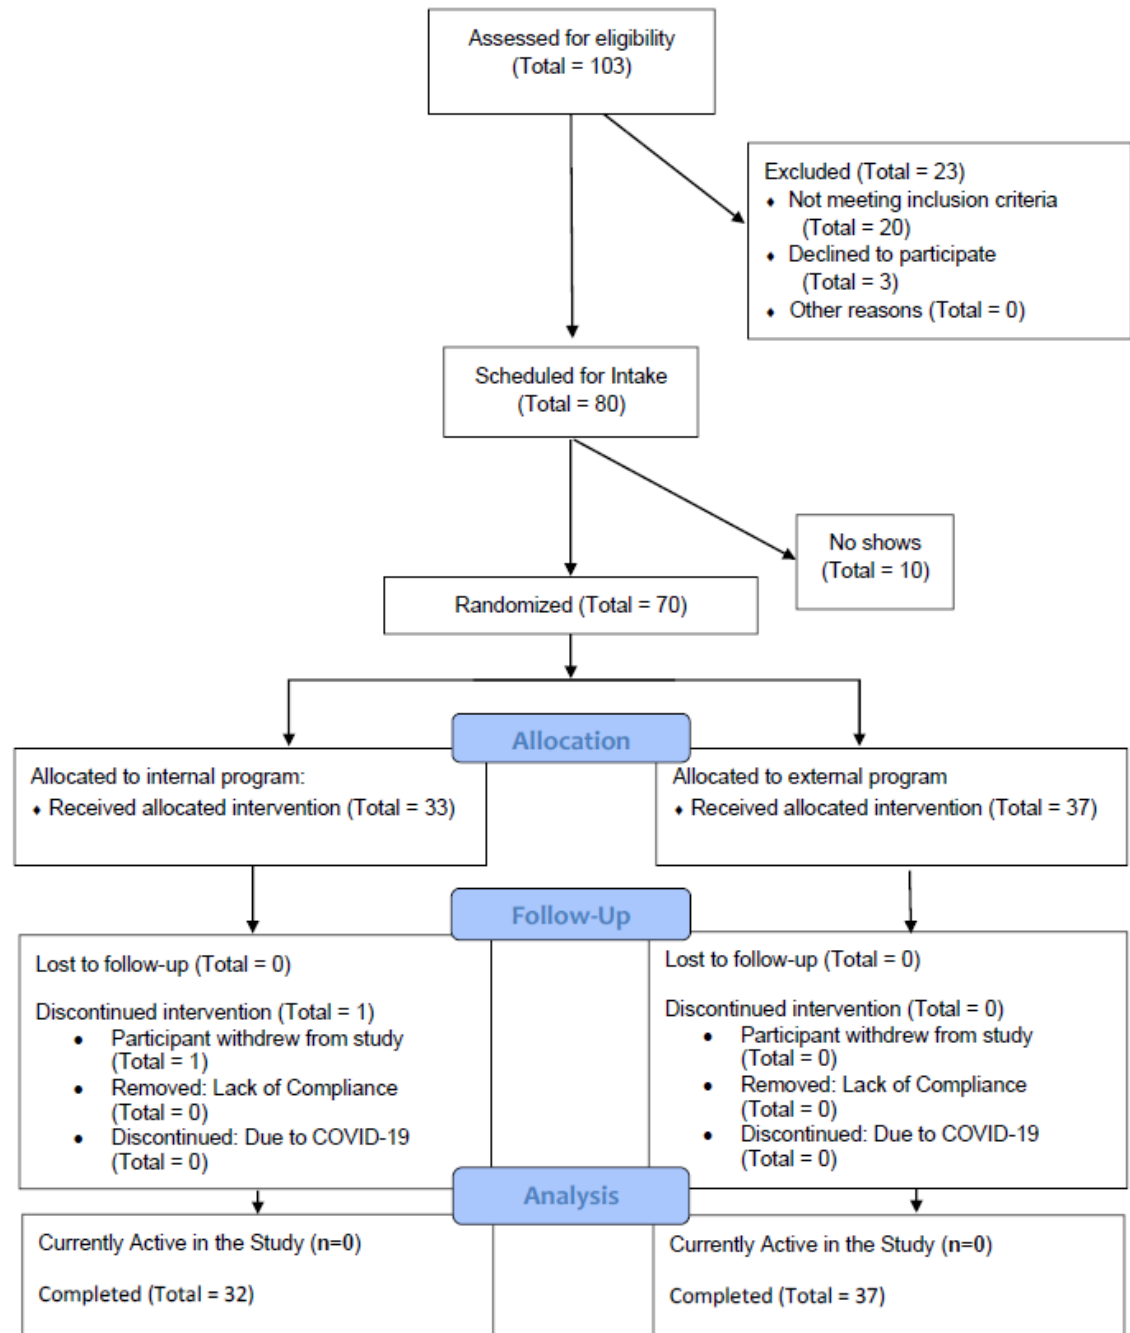 Assessed for eligibility
(Total = 103)
Excluded (Total = 23)
♦ Not meeting inclusion criteria
(Total = 20)
♦ Declined to participate
(Total = 3)
♦ Other reasons (Total = 0)
Scheduled for Intake
(Total = 80)
No shows
(Total = 10)
Randomized (Total = 70)
Allocation
Allocated to internal program:
♦ Received allocated intervention (Total = 33)
Allocated to external program
♦ Received allocated intervention (Total = 37)
Follow-Up
Lost to follow-up (Total = 0)
Discontinued intervention (Total = 1)
• Participant withdrew from study
(Total = 1)
• Removed: Lack of Compliance
(Total = 0)
• Discontinued: Due to COVID-19
(Total = 0)
Lost to follow-up (Total = 0)
Discontinued intervention (Total = 0)
• Participant withdrew from study
(Total = 0)
• Removed: Lack of Compliance
(Total = 0)
• Discontinued: Due to COVID-19
(Total = 0)
Analysis
Currently Active in the Study (n=0)
Completed (Total = 32)
Currently Active in the Study (n=0)
Completed (Total = 37)